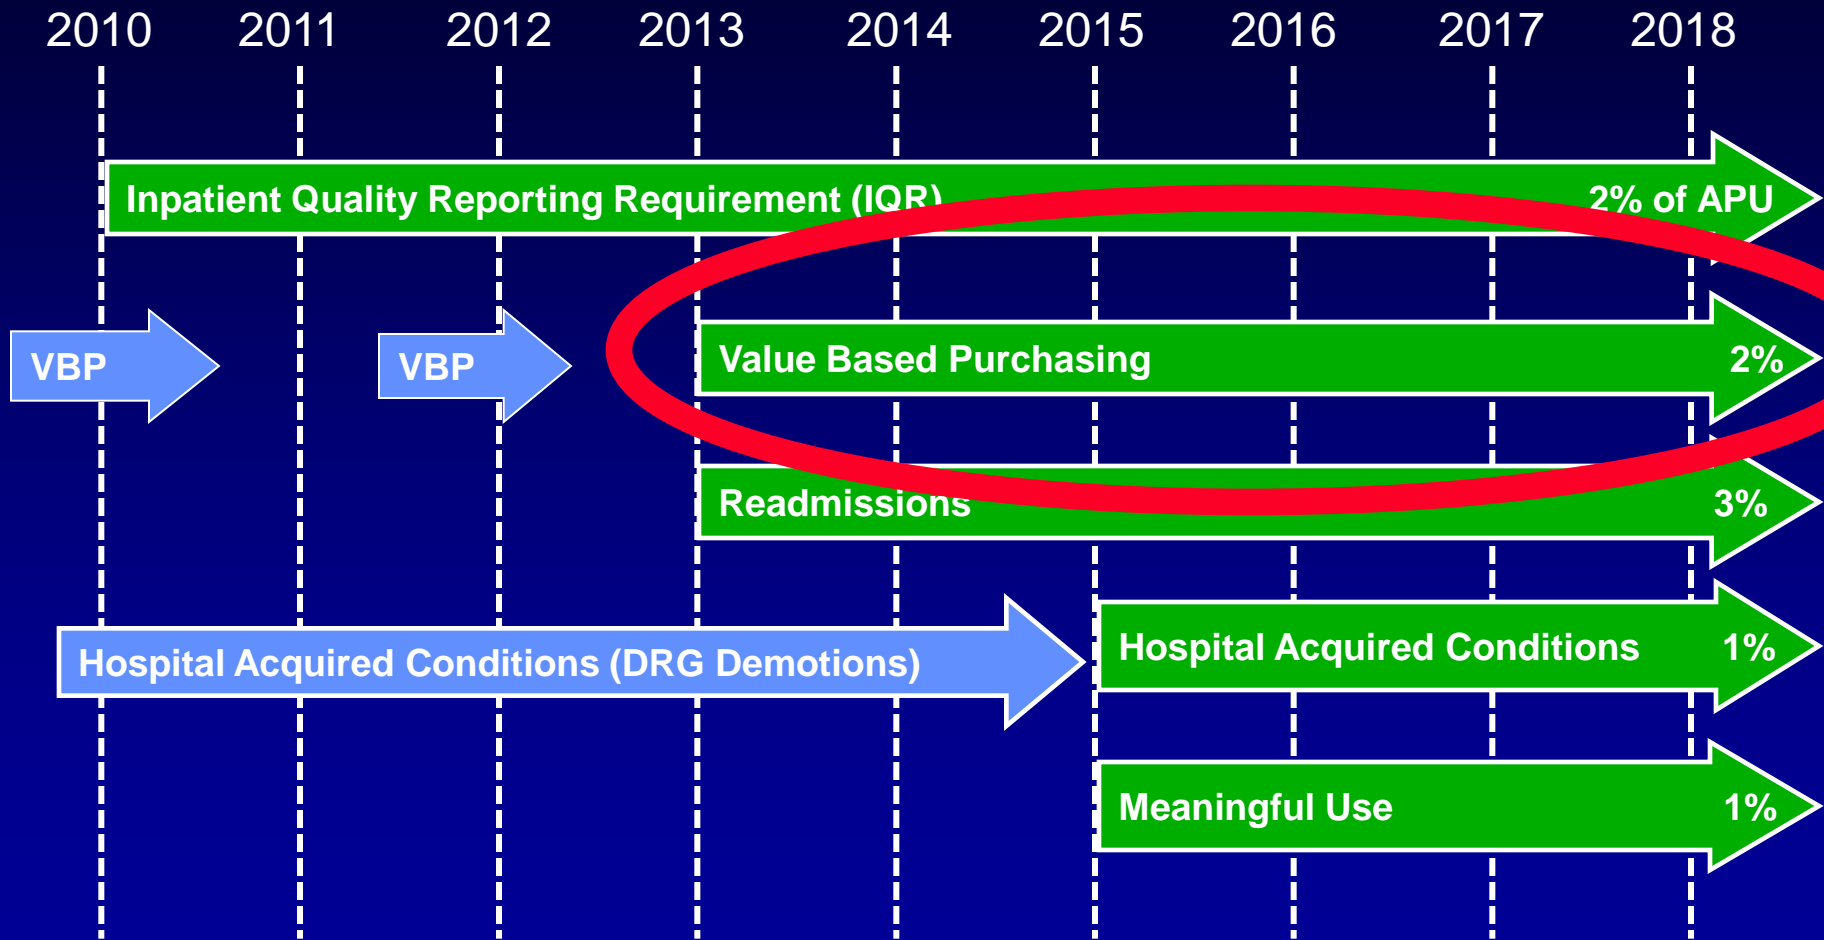 2010 2011 2012 2013 2014 2015 2016 2017 2018
Inpatient Quality Reporting Requirement (IQR) 2% of APU
VBP VBP Value Based Purchasing 2%
Readmissions 3%
Hospital Acquired Conditions (DRG Demotions) Hospital Acquired Conditions 1%
Meaningful Use 1%